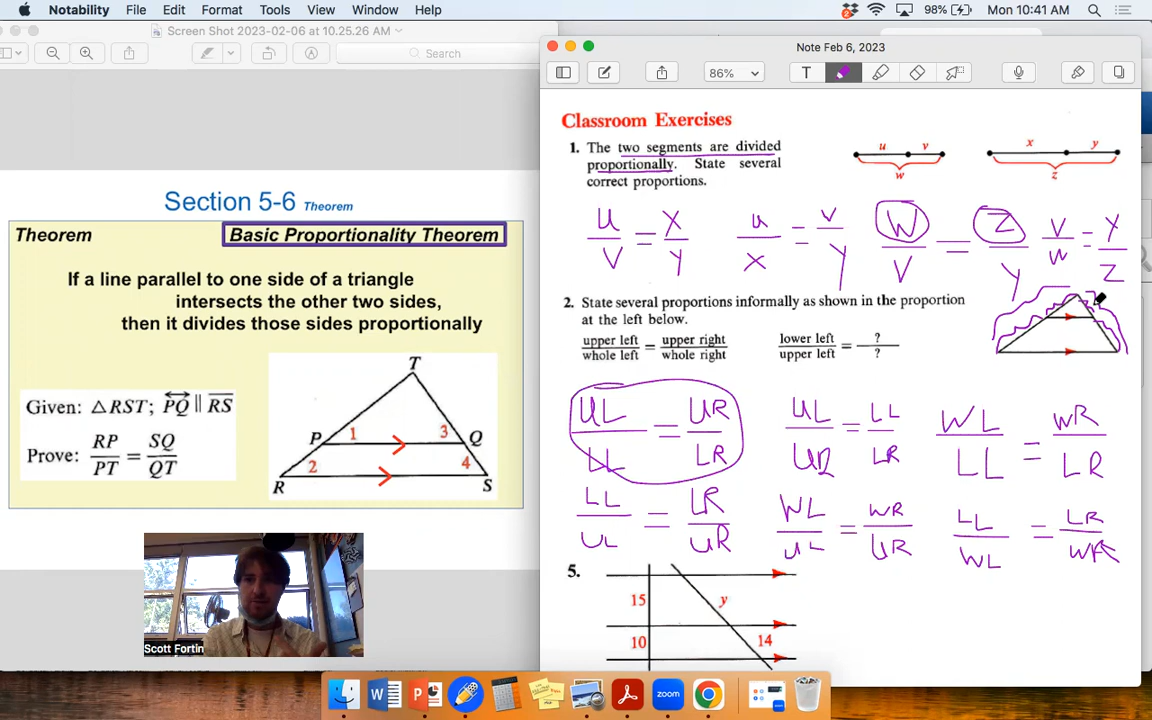 Notability File Edit Format View Tools Window Help 98% Mon 10:41 AM
Screen Shot 2023-02-06 at 10.25.26 AM
Search
Note Feb 6, 2023
86%
T
Section 5-6 Theorem
Theorem Basic Proportionality Theorem
If a line parallel to one side of a triangle
intersects the other two sides,
then it divides those sides proportionally
Given: △RST; PQ || RS
Prove: RP/PT = SQ/QT
T
P 1 3 Q
2 4
R S
Scott Fortin
Classroom Exercises
1. The two segments are divided
proportionally. State several
correct proportions.
u v
w
x y
z
u/v = x/y u/x = v/y w/v = z/y v/w = y/z
2. State several proportions informally as shown in the proportion
at the left below.
upper left/whole left = upper right/whole right lower left/upper left = ?/?
UL/LL = UR/LR UL/UR = LL/LR WL/LL = WR/LR
LL/UL = LR/UR WL/UL = WR/UR LL/WL = LR/WR
5.
15 y
10 14
zoom